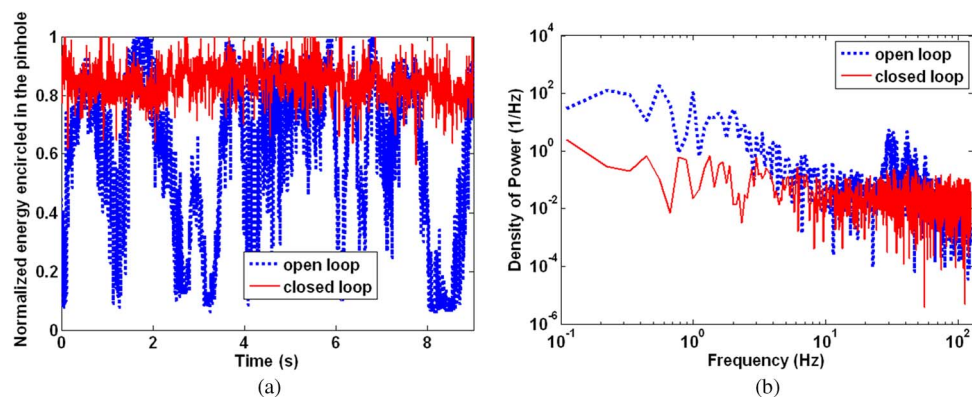 Normalized energy encircled in the pinhole
1
0.8
0.6
0.4
0.2
0
0 2 4 6 8
Time (s)
open loop
closed loop
(a)
Density of Power (1/Hz)
10^4
10^2
10^0
10^-2
10^-4
10^-6
10^-1 10^0 10^1 10^2
Frequency (Hz)
open loop
closed loop
(b)